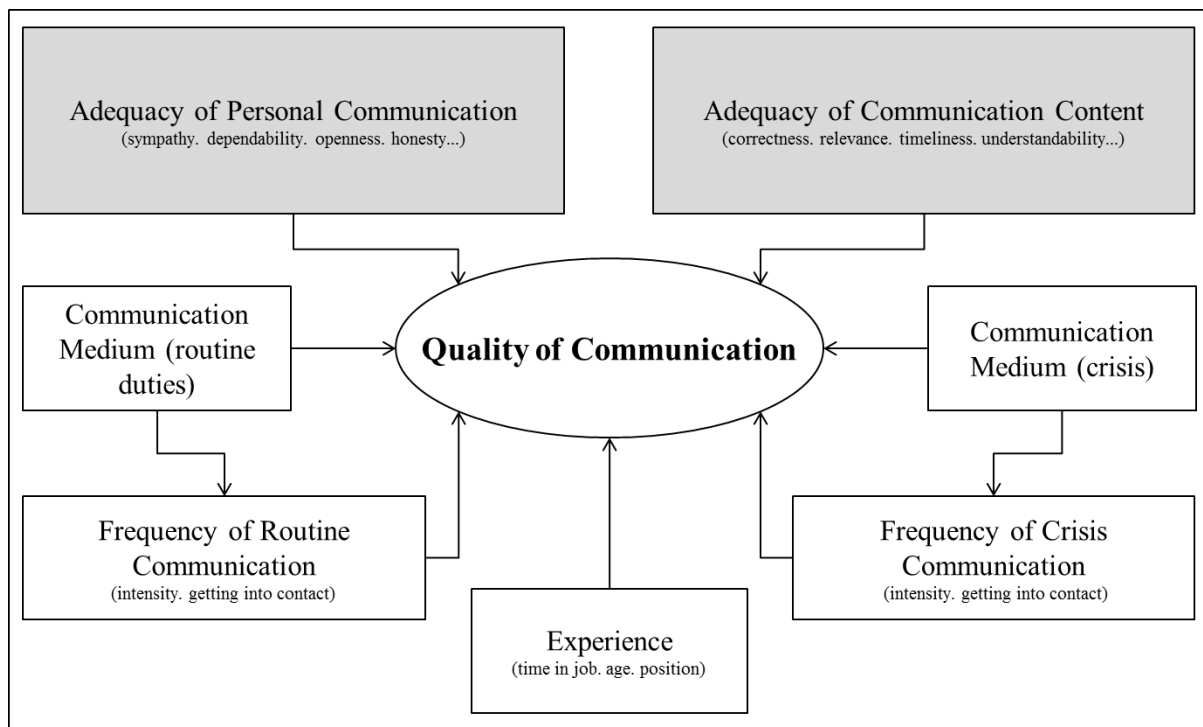 Adequacy of Personal Communication
(sympathy. dependability. openness. honesty...)
Adequacy of Communication Content
(correctness. relevance. timeliness. understandability...)
Communication
Medium (routine
duties)
Quality of Communication
Communication
Medium (crisis)
Frequency of Routine
Communication
(intensity. getting into contact)
Frequency of Crisis
Communication
(intensity. getting into contact)
Experience
(time in job. age. position)